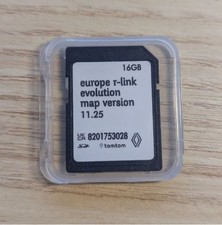 16GB
europe r-link
evolution
map version
11.25
8201753028
tomtom